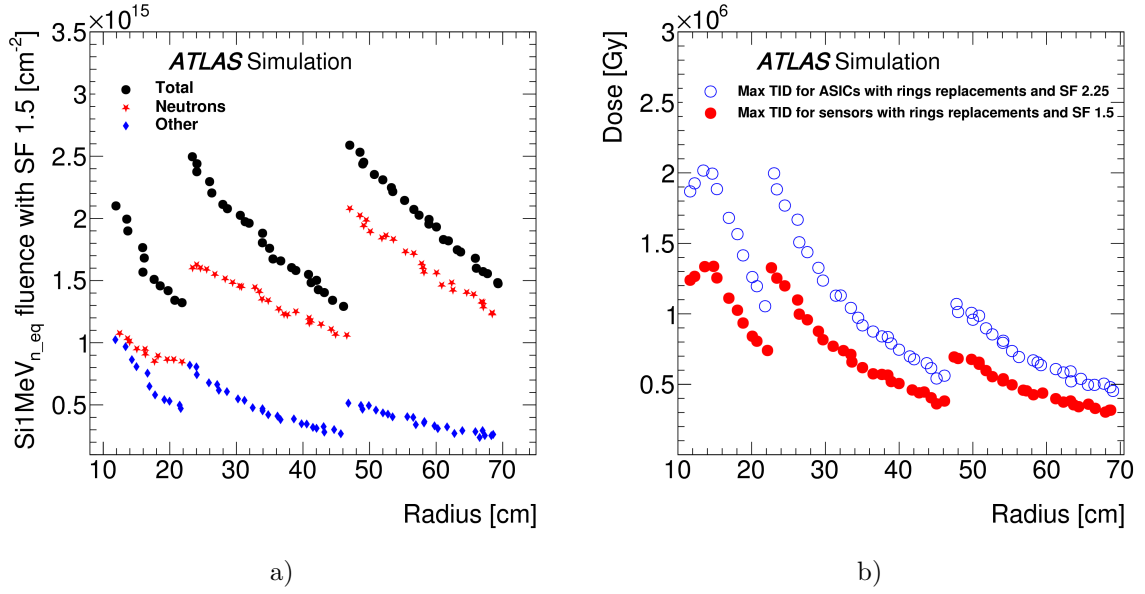 ×10^15
3.5
3
2.5
2
1.5
1
0.5
Si1MeV_n_eq fluence with SF 1.5 [cm^-2]
ATLAS Simulation
Total
Neutrons
Other
10 20 30 40 50 60 70
Radius [cm]
a)
×10^6
3
2.5
2
1.5
1
0.5
Dose [Gy]
ATLAS Simulation
Max TID for ASICs with rings replacements and SF 2.25
Max TID for sensors with rings replacements and SF 1.5
10 20 30 40 50 60 70
Radius [cm]
b)